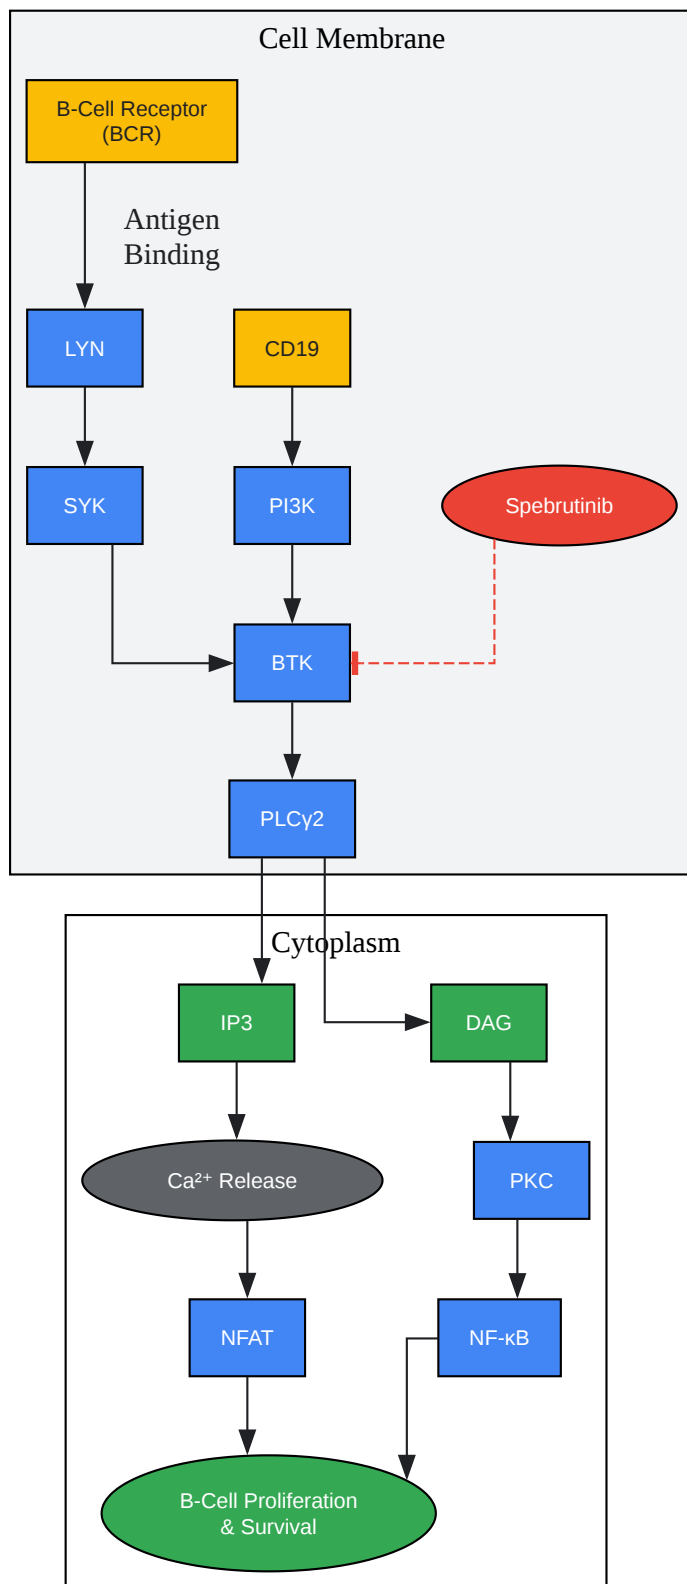 Cell Membrane
B-Cell Receptor
(BCR)
Antigen
Binding
LYN
CD19
SYK
PI3K
Spebrutinib
BTK
PLCγ2
Cytoplasm
IP3
DAG
Ca²⁺ Release
PKC
NFAT
NF-κB
B-Cell Proliferation
& Survival